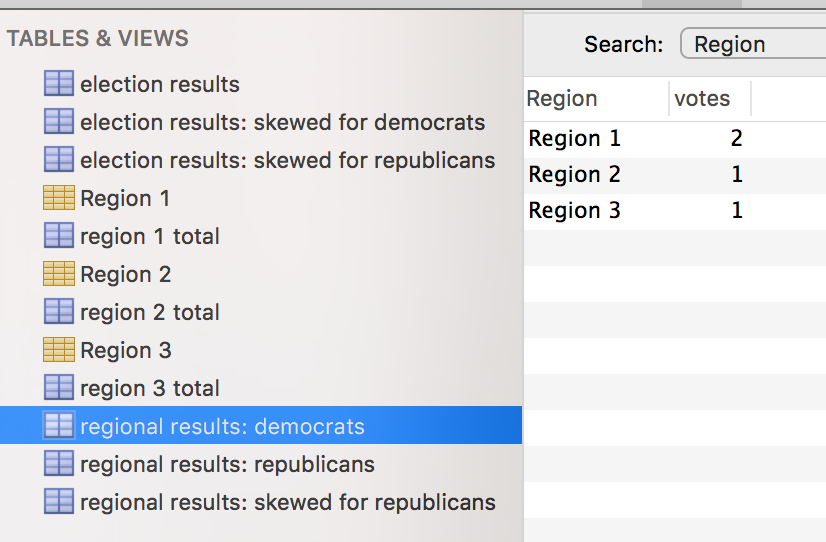 TABLES & VIEWS
election results
election results: skewed for democrats
election results: skewed for republicans
Region 1
region 1 total
Region 2
region 2 total
Region 3
region 3 total
regional results: democrats
regional results: republicans
regional results: skewed for republicans
Search: Region
Region votes
Region 1 2
Region 2 1
Region 3 1